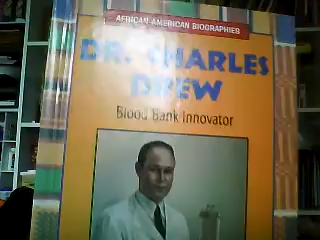 AFRICAN-AMERICAN BIOGRAPHIES
DR. CHARLES
DREW
Blood Bank Innovator